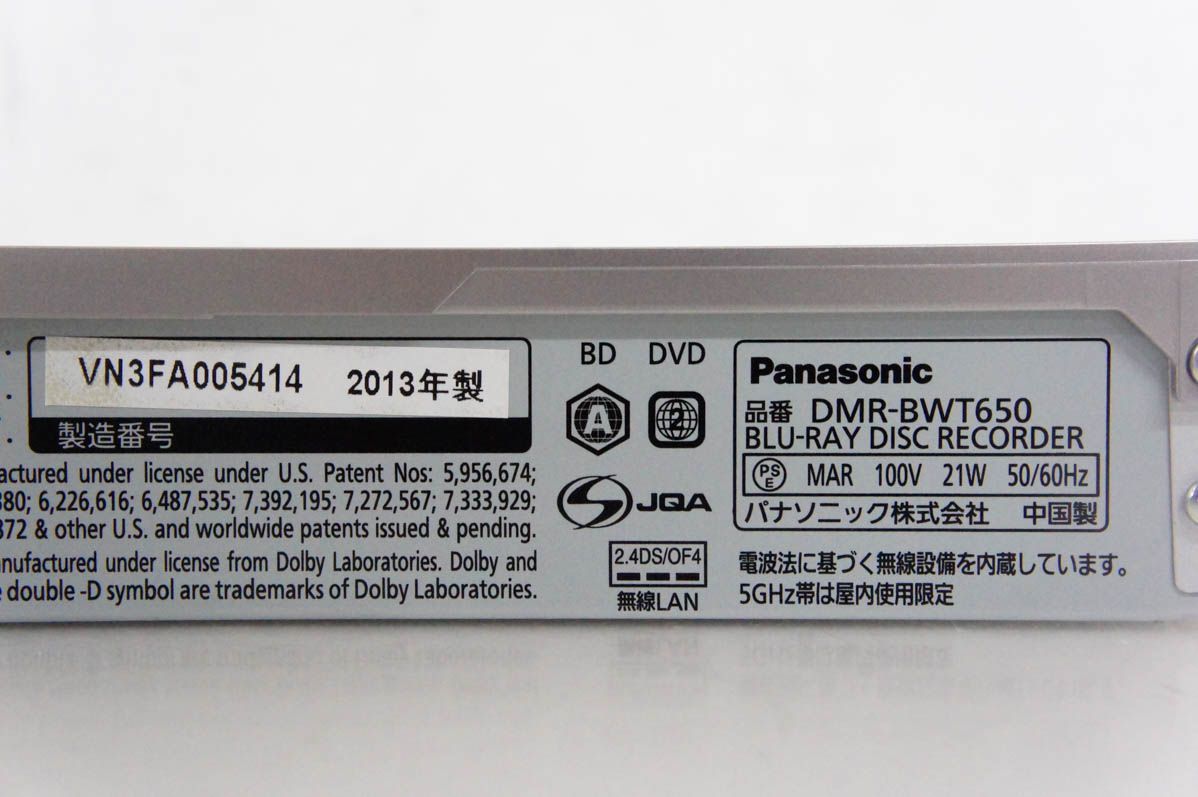 VN3FA005414 2013年製
製造番号
actured under license under U.S. Patent Nos: 5,956,674;
380; 6,226,616; 6,487,535; 7,392,195; 7,272,567; 7,333,929;
372 & other U.S. and worldwide patents issued & pending.
nufactured under license from Dolby Laboratories. Dolby and
double -D symbol are trademarks of Dolby Laboratories.
BD DVD
A 2
JQA
2.4DS/OF4
無線LAN
Panasonic
品番 DMR-BWT650
BLU-RAY DISC RECORDER
PS E MAR 100V 21W 50/60Hz
パナソニック株式会社 中国製
電波法に基づく無線設備を内蔵しています。
5GHz帯は屋内使用限定